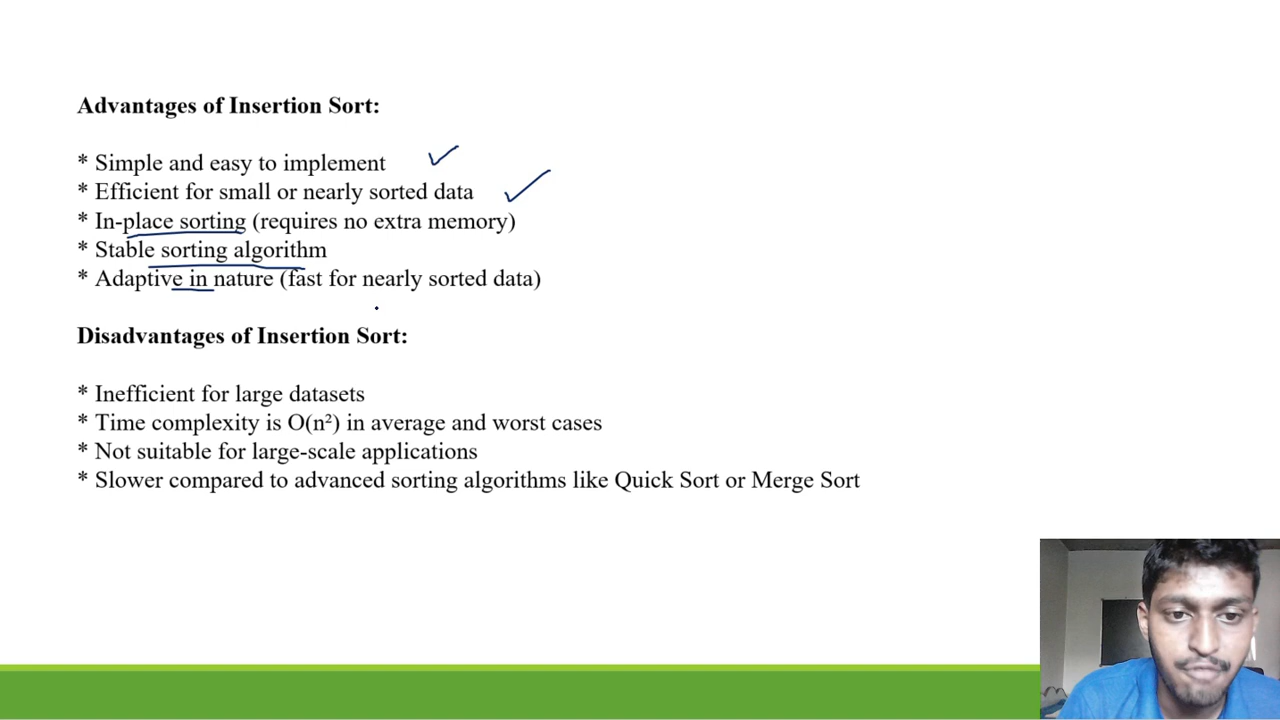 Advantages of Insertion Sort:
* Simple and easy to implement
* Efficient for small or nearly sorted data
* In-place sorting (requires no extra memory)
* Stable sorting algorithm
* Adaptive in nature (fast for nearly sorted data)
Disadvantages of Insertion Sort:
* Inefficient for large datasets
* Time complexity is O(n²) in average and worst cases
* Not suitable for large-scale applications
* Slower compared to advanced sorting algorithms like Quick Sort or Merge Sort